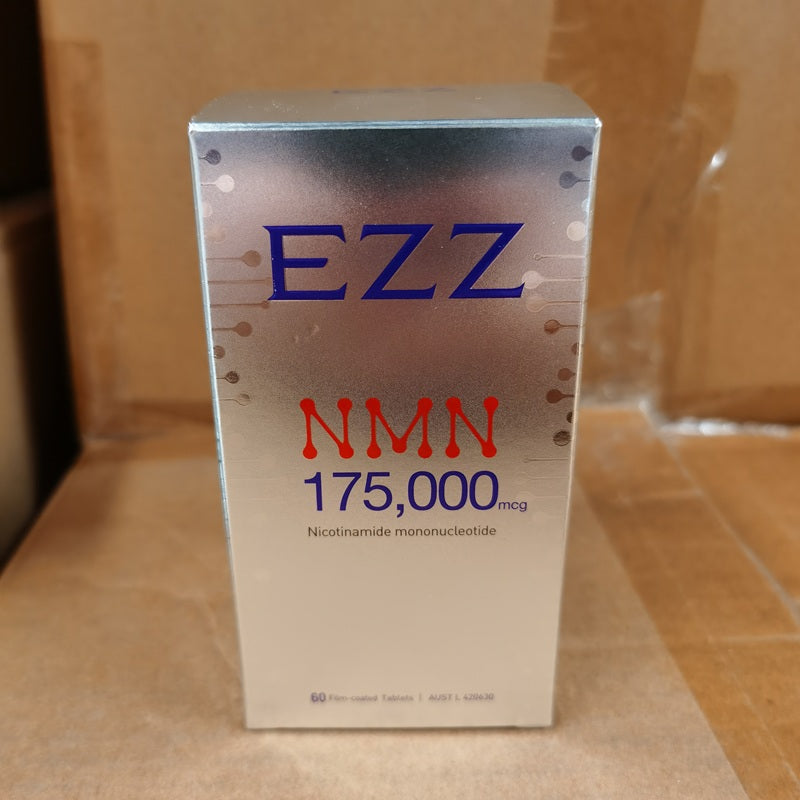 EZZ
NMN
175,000mcg
Nicotinamide mononucleotide
60 Film-coated Tablets | AUST L 420630